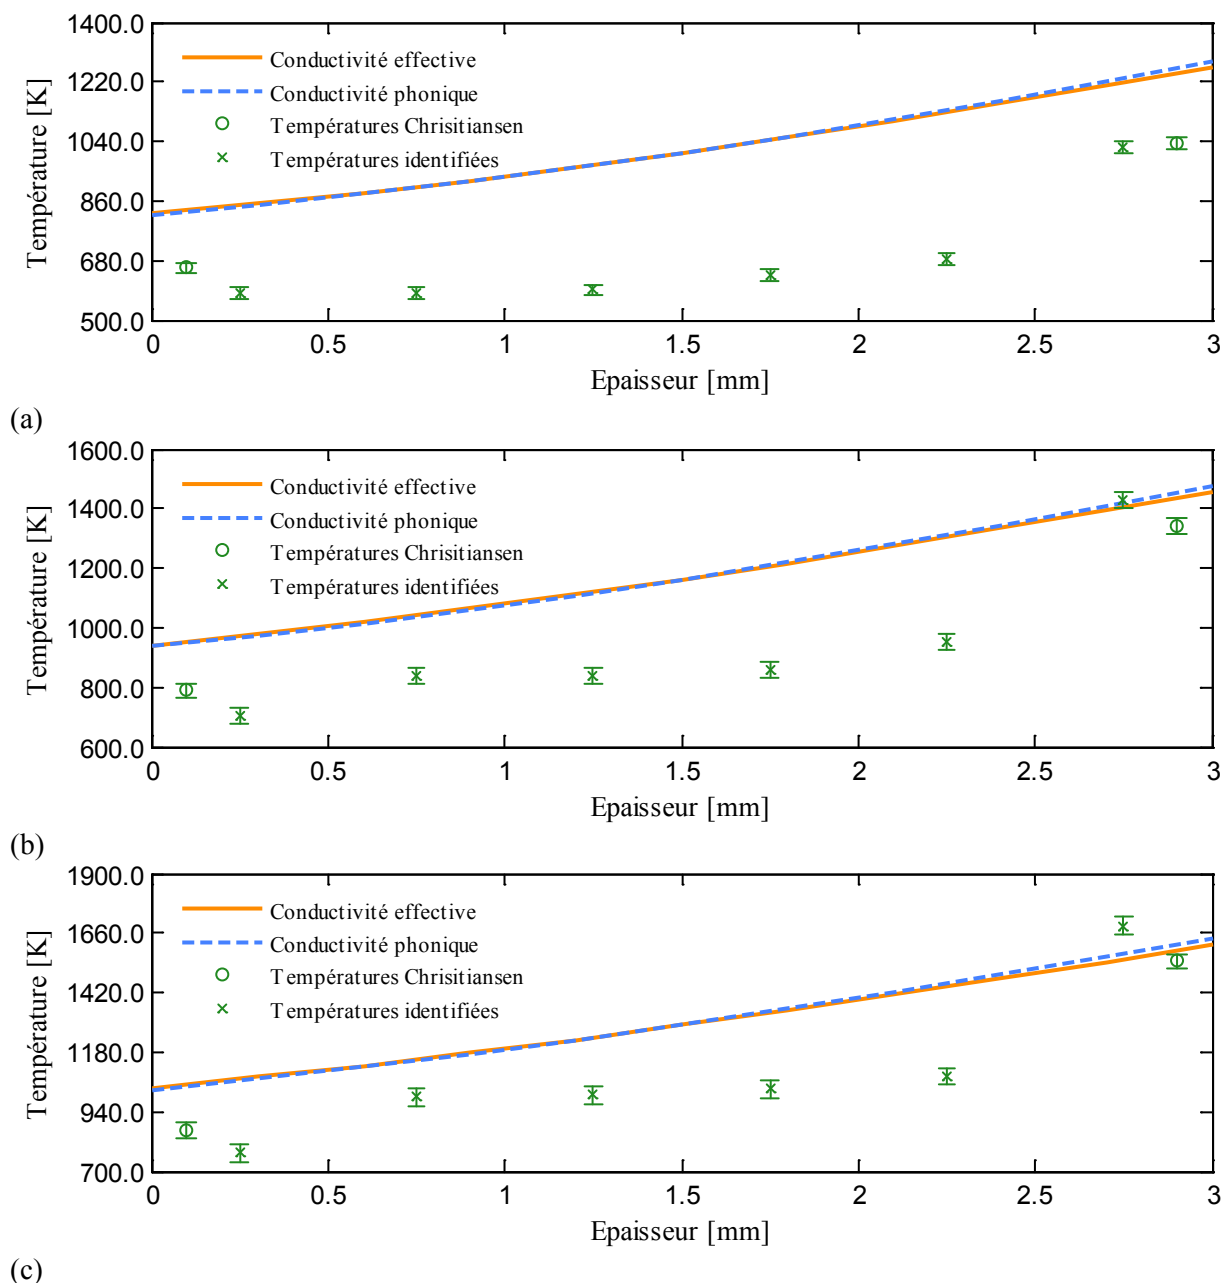 1400.0
1220.0
1040.0
860.0
680.0
500.0
Température [K]
Conductivité effective
Conductivité phonique
Températures Chrisitiansen
Températures identifiées
0 0.5 1 1.5 2 2.5 3
Epaisseur [mm]
(a)
1600.0
1400.0
1200.0
1000.0
800.0
600.0
Température [K]
Conductivité effective
Conductivité phonique
Températures Chrisitiansen
Températures identifiées
0 0.5 1 1.5 2 2.5 3
Epaisseur [mm]
(b)
1900.0
1660.0
1420.0
1180.0
940.0
700.0
Température [K]
Conductivité effective
Conductivité phonique
Températures Chrisitiansen
Températures identifiées
0 0.5 1 1.5 2 2.5 3
Epaisseur [mm]
(c)